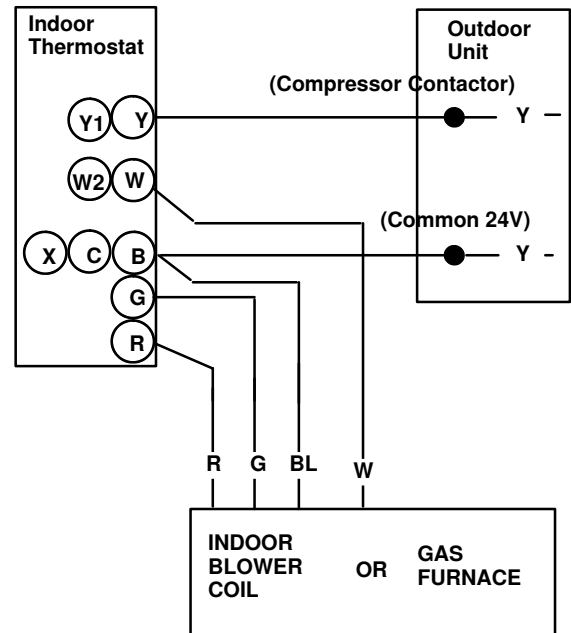 Indoor
Thermostat
Outdoor
Unit
(Compressor Contactor)
Y1 Y
Y –
W2 W
(Common 24V)
X C B
Y -
G
R
R G BL W
INDOOR
BLOWER
COIL
OR
GAS
FURNACE